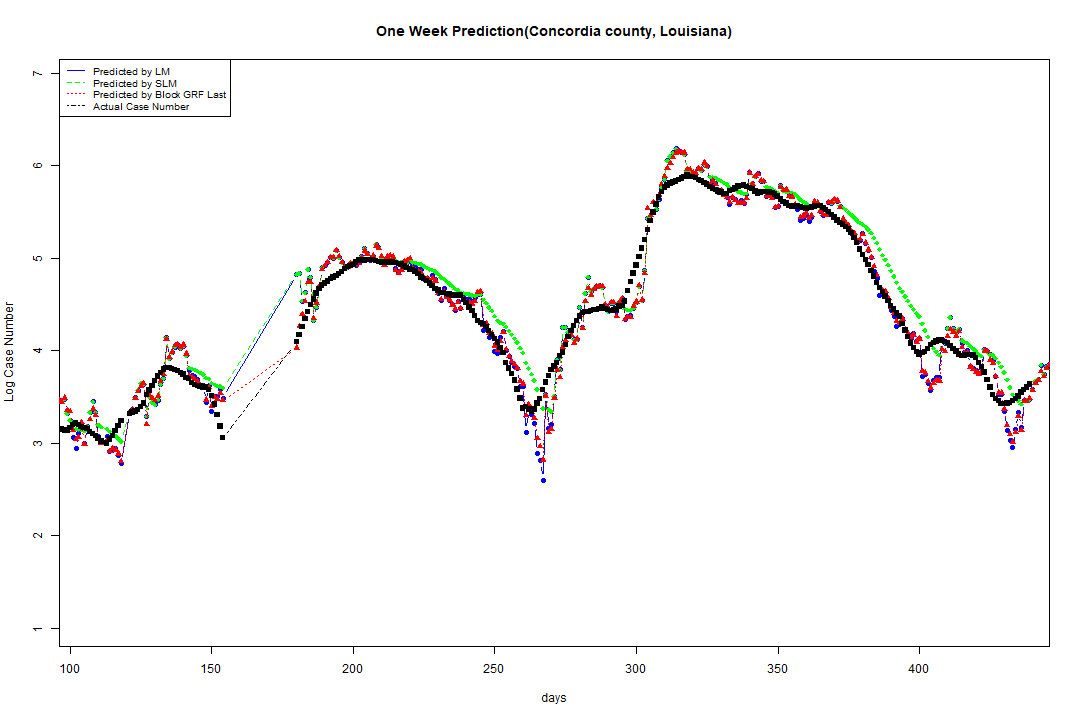 One Week Prediction(Concordia county, Louisiana)
7
Predicted by LM
Predicted by SLM
Predicted by Block GRF Last
Actual Case Number
6
5
4
3
2
1
Log Case Number
100 150 200 250 300 350 400
days